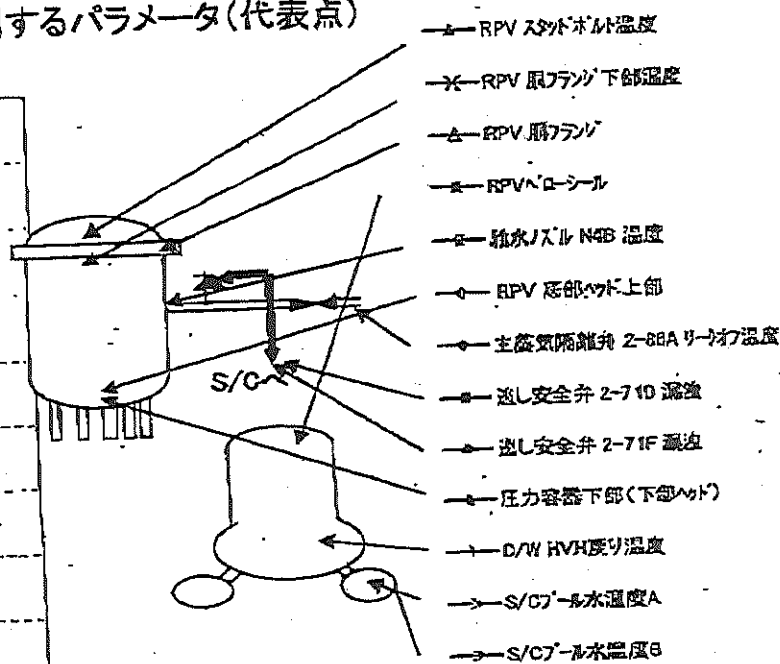 するパラメータ(代表点)
RPV スタッドボルト温度
RPV 胴フランジ下部温度
RPV 胴フランジ
RPVベローシール
給水ノズル N4B 温度
RPV 底部ヘッド上部
主蒸気隔離弁 2-86A リークオフ温度
逃し安全弁 2-71D 漏洩
S/Cへ
逃し安全弁 2-71F 漏洩
圧力容器下部(下部ヘッド)
D/W HVH戻り温度
S/Cプール水温度A
S/Cプール水温度B